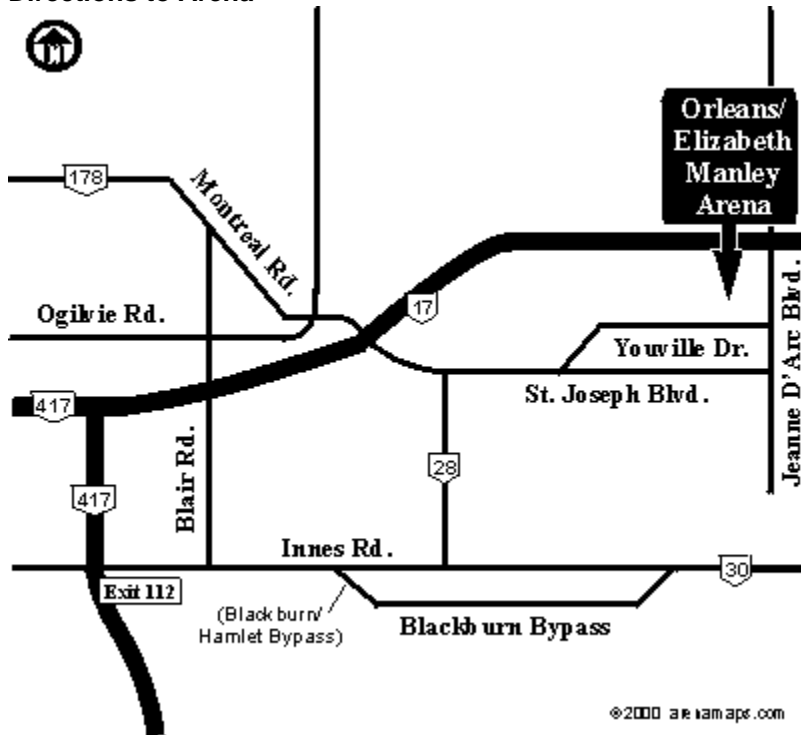 Directions to Arena
Orleans/
Elizabeth
Manley
Arena
178
Montreal Rd.
17
Ogilvie Rd.
Youville Dr.
Jeanne D'Arc Blvd.
St. Joseph Blvd.
417
Blair Rd.
28
417
Innes Rd.
30
Exit 112
(Blackburn/
Hamlet Bypass)
Blackburn Bypass
©2000 arenamaps.com